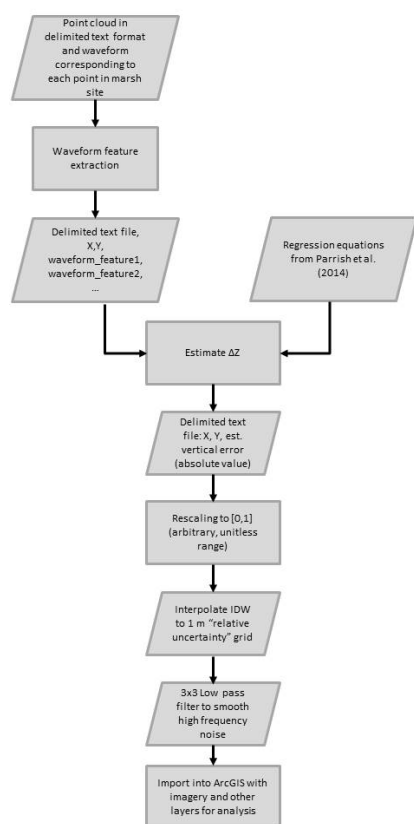 Point cloud in
delimited text format
and waveform
corresponding to
each point in marsh
site
Waveform feature
extraction
Delimited text file,
X,Y,
waveform_feature1,
waveform_feature2,
...
Regression equations
from Parrish et al.
(2014)
Estimate ΔZ
Delimited text
file: X, Y, est.
vertical error
(absolute value)
Rescaling to [0,1]
(arbitrary, unitless
range)
Interpolate IDW
to 1 m “relative
uncertainty” grid
3x3 Low pass
filter to smooth
high frequency
noise
Import into ArcGIS with
imagery and other
layers for analysis